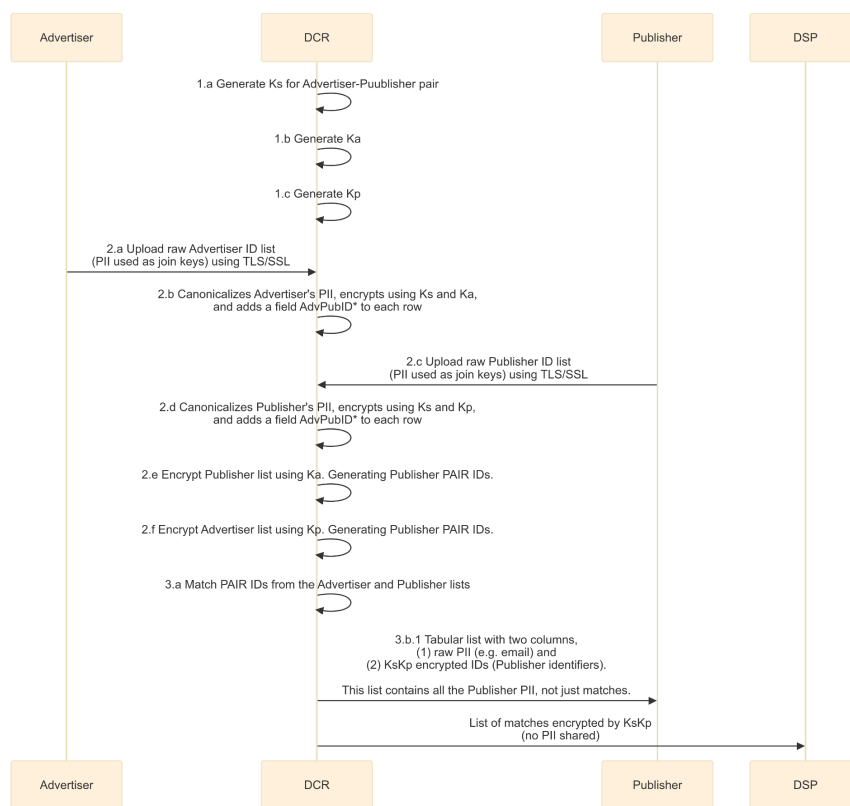 Advertiser
DCR
Publisher
DSP
1.a Generate Ks for Advertiser-Puublisher pair
1.b Generate Ka
1.c Generate Kp
2.a Upload raw Advertiser ID list
(PII used as join keys) using TLS/SSL
2.b Canonicalizes Advertiser's PII, encrypts using Ks and Ka,
and adds a field AdvPubID* to each row
2.c Upload raw Publisher ID list
(PII used as join keys) using TLS/SSL
2.d Canonicalizes Publisher's PII, encrypts using Ks and Kp,
and adds a field AdvPubID* to each row
2.e Encrypt Publisher list using Ka. Generating Publisher PAIR IDs.
2.f Encrypt Advertiser list using Kp. Generating Publisher PAIR IDs.
3.a Match PAIR IDs from the Advertiser and Publisher lists
3.b.1 Tabular list with two columns,
(1) raw PII (e.g. email) and
(2) KsKp encrypted IDs (Publisher identifiers).
This list contains all the Publisher PII, not just matches.
List of matches encrypted by KsKp
(no PII shared)
Advertiser
DCR
Publisher
DSP